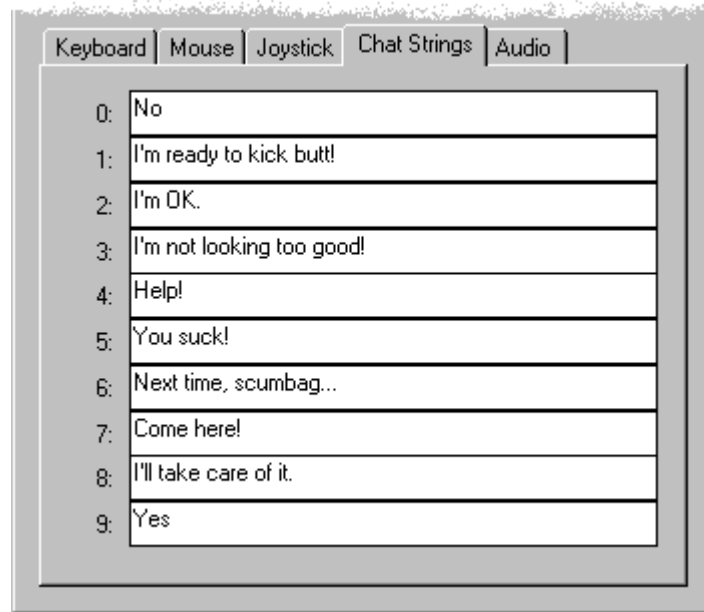 Keyboard Mouse Joystick Chat Strings Audio
0: No
1: I'm ready to kick butt!
2: I'm OK.
3: I'm not looking too good!
4: Help!
5: You suck!
6: Next time, scumbag...
7: Come here!
8: I'll take care of it.
9: Yes